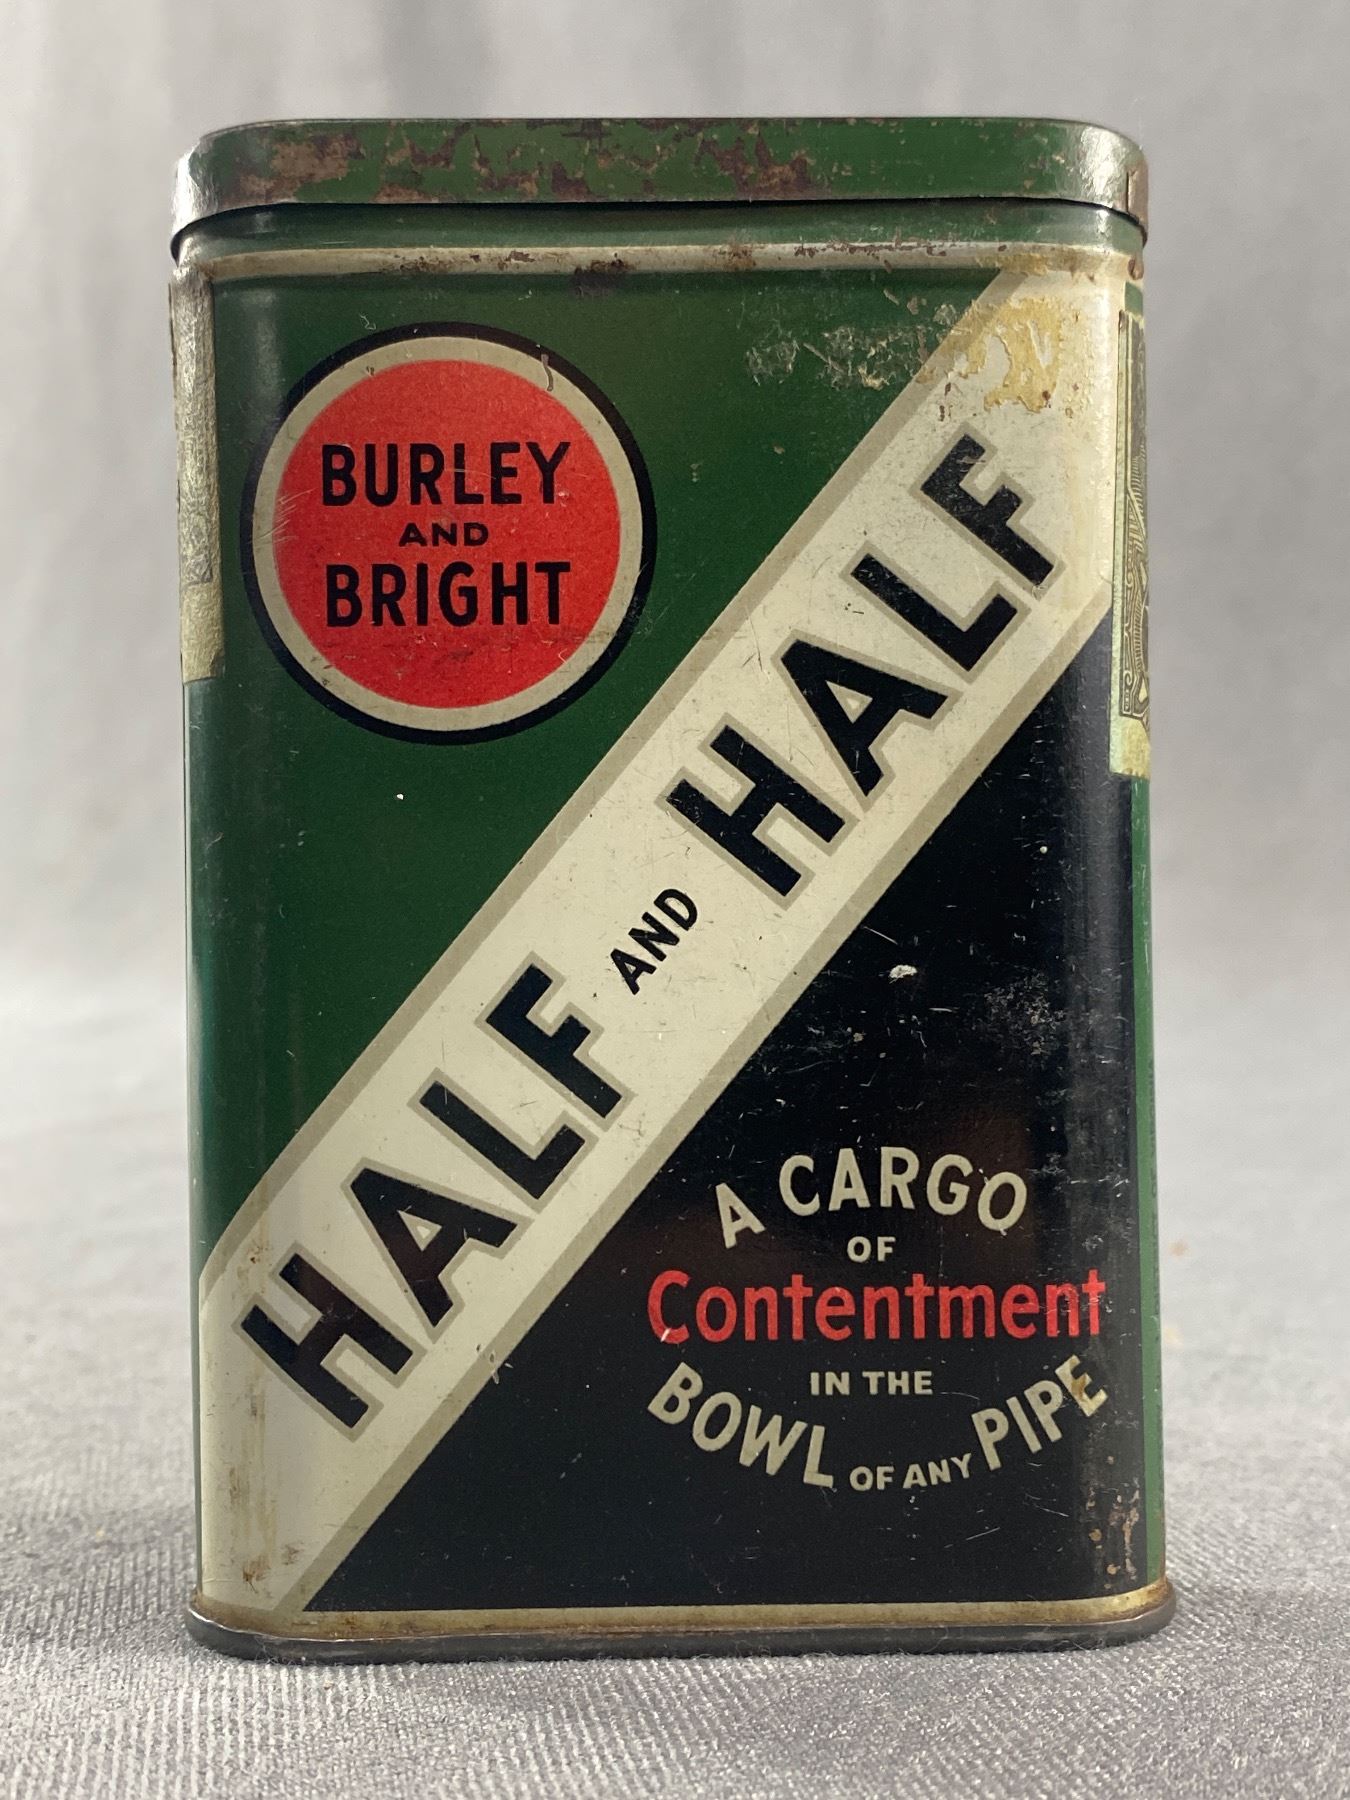 BURLEY
AND
BRIGHT
HALF AND HALF
A CARGO
OF
Contentment
IN THE
BOWL OF ANY PIPE